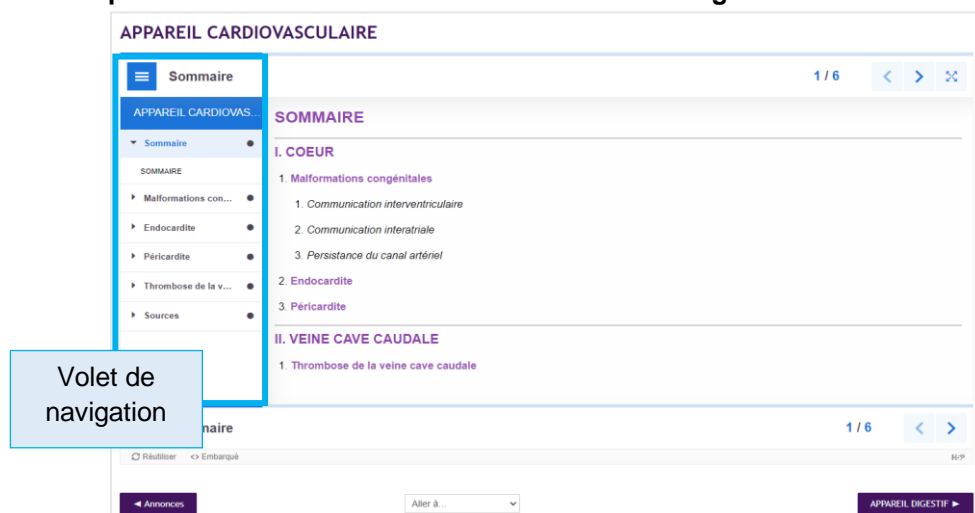 APPAREIL CARDIOVASCULAIRE
Sommaire
1 / 6
APPAREIL CARDIOVAS...
Sommaire
SOMMAIRE
Malformations con...
Endocardite
Péricardite
Thrombose de la v...
Sources
SOMMAIRE
I. COEUR
1. Malformations congénitales
1. Communication interventriculaire
2. Communication interatriale
3. Persistance du canal artériel
2. Endocardite
3. Péricardite
II. VEINE CAVE CAUDALE
1. Thrombose de la veine cave caudale
Volet de
navigation
naire
1 / 6
Réutiliser <> Embarqué
H-P
◄ Annonces
Aller à...
APPAREIL DIGESTIF ►